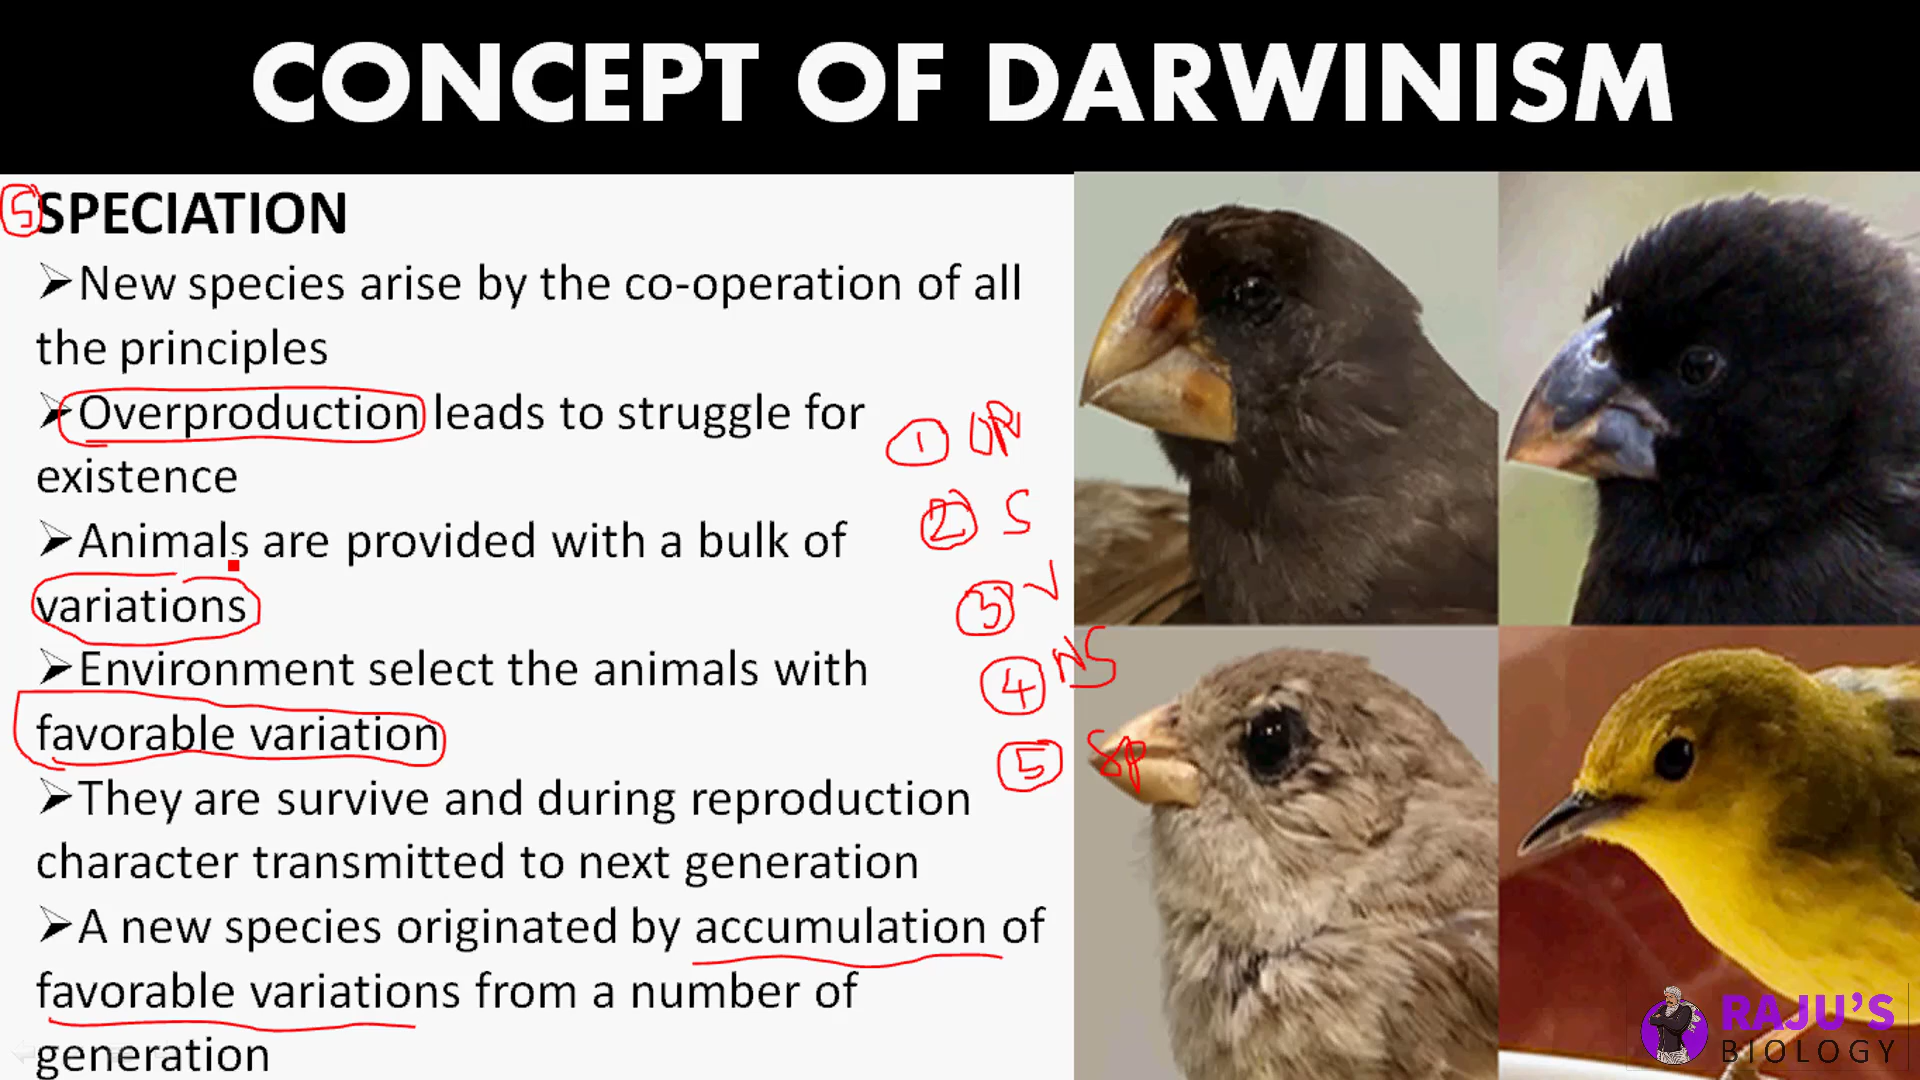 CONCEPT OF DARWINISM
5 SPECIATION
➢New species arise by the co-operation of all
the principles
➢Overproduction leads to struggle for
existence
➢Animals are provided with a bulk of
variations
➢Environment select the animals with
favorable variation
➢They are survive and during reproduction
character transmitted to next generation
➢A new species originated by accumulation of
favorable variations from a number of
generation
1 OP
2 S
3 V
4 NS
5 Sp
RAJU'S
BIOLOGY